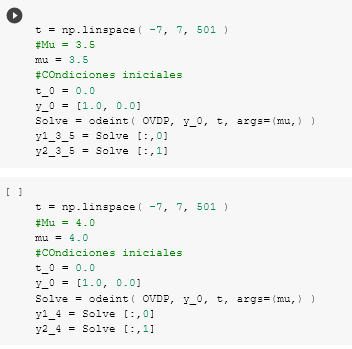 t = np.linspace( -7, 7, 501 )
#Mu = 3.5
mu = 3.5
#COndiciones iniciales
t_0 = 0.0
y_0 = [1.0, 0.0]
Solve = odeint( OVDP, y_0, t, args=(mu,) )
y1_3_5 = Solve [:,0]
y2_3_5 = Solve [:,1]
[ ]
t = np.linspace( -7, 7, 501 )
#Mu = 4.0
mu = 4.0
#COndiciones iniciales
t_0 = 0.0
y_0 = [1.0, 0.0]
Solve = odeint( OVDP, y_0, t, args=(mu,) )
y1_4 = Solve [:,0]
y2_4 = Solve [:,1]